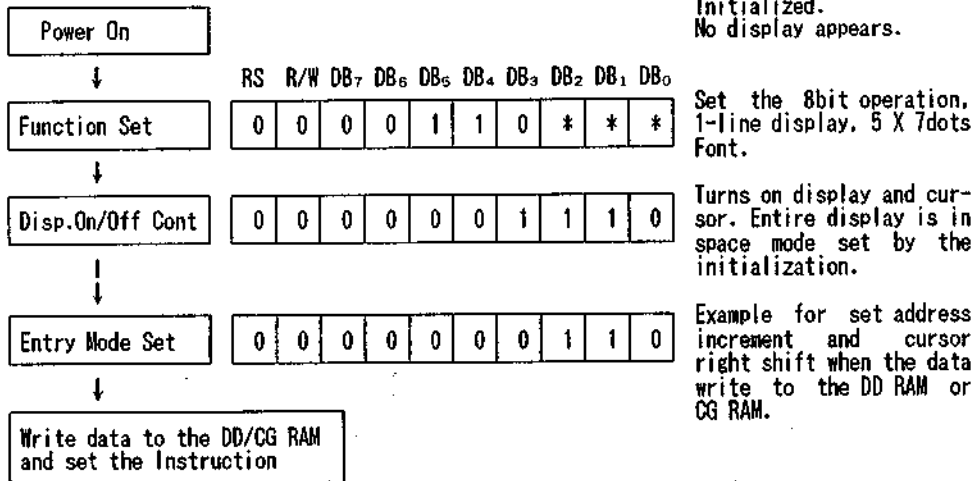 Initialized.
Power On
No display appears.
RS R/W DB₇ DB₆ DB₅ DB₄ DB₃ DB₂ DB₁ DB₀
Function Set 0 0 0 0 1 1 0 * * *
Set the 8bit operation,
1-line display. 5 X 7dots
Font.
Disp.On/Off Cont 0 0 0 0 0 0 1 1 1 0
Turns on display and cur-
sor. Entire display is in
space mode set by the
initialization.
Entry Mode Set 0 0 0 0 0 0 0 1 1 0
Example for set address
increment and cursor
right shift when the data
write to the DD RAM or
CG RAM.
Write data to the DD/CG RAM
and set the Instruction